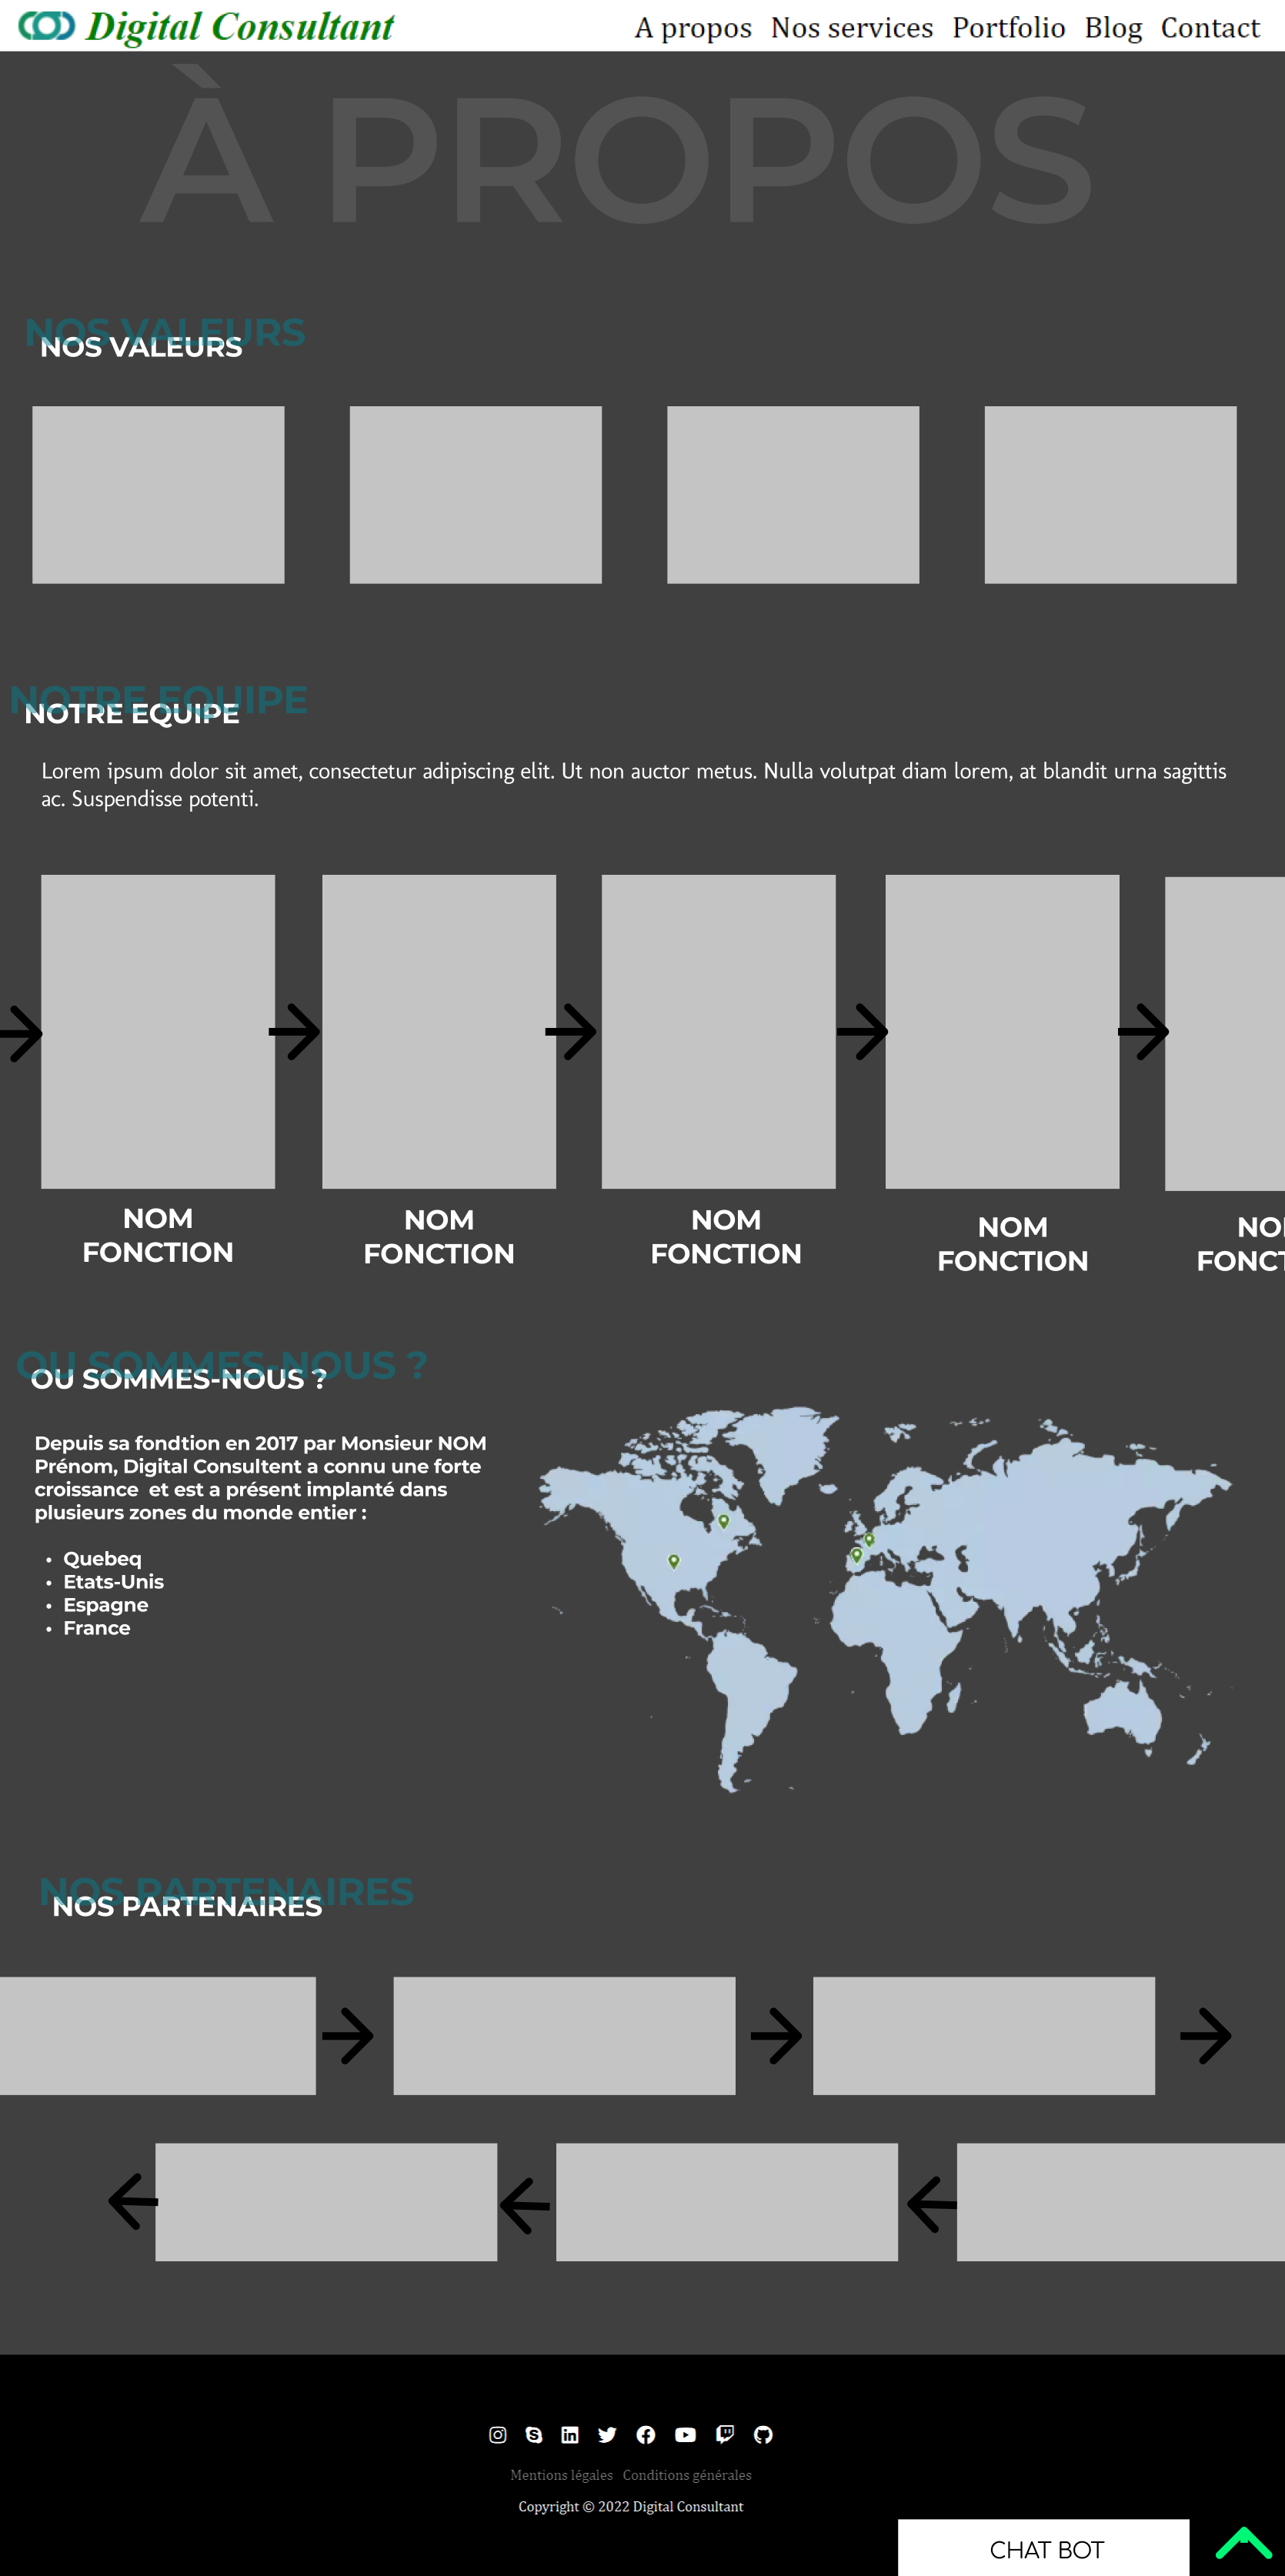 Digital Consultant
A propos Nos services Portfolio Blog Contact
À PROPOS
NOS VALEURS
NOS VALEURS
NOTRE EQUIPE
NOTRE EQUIPE
Lorem ipsum dolor sit amet, consectetur adipiscing elit. Ut non auctor metus. Nulla volutpat diam lorem, at blandit urna sagittis
ac. Suspendisse potenti.
NOM
FONCTION
NOM
FONCTION
NOM
FONCTION
NOM
FONCTION
NO
FONCT
OU SOMMES-NOUS ?
OU SOMMES-NOUS ?
Depuis sa fondtion en 2017 par Monsieur NOM
Prénom, Digital Consultent a connu une forte
croissance et est a présent implanté dans
plusieurs zones du monde entier :
• Quebeq
• Etats-Unis
• Espagne
• France
NOS PARTENAIRES
NOS PARTENAIRES
Mentions légales Conditions générales
Copyright © 2022 Digital Consultant
CHAT BOT